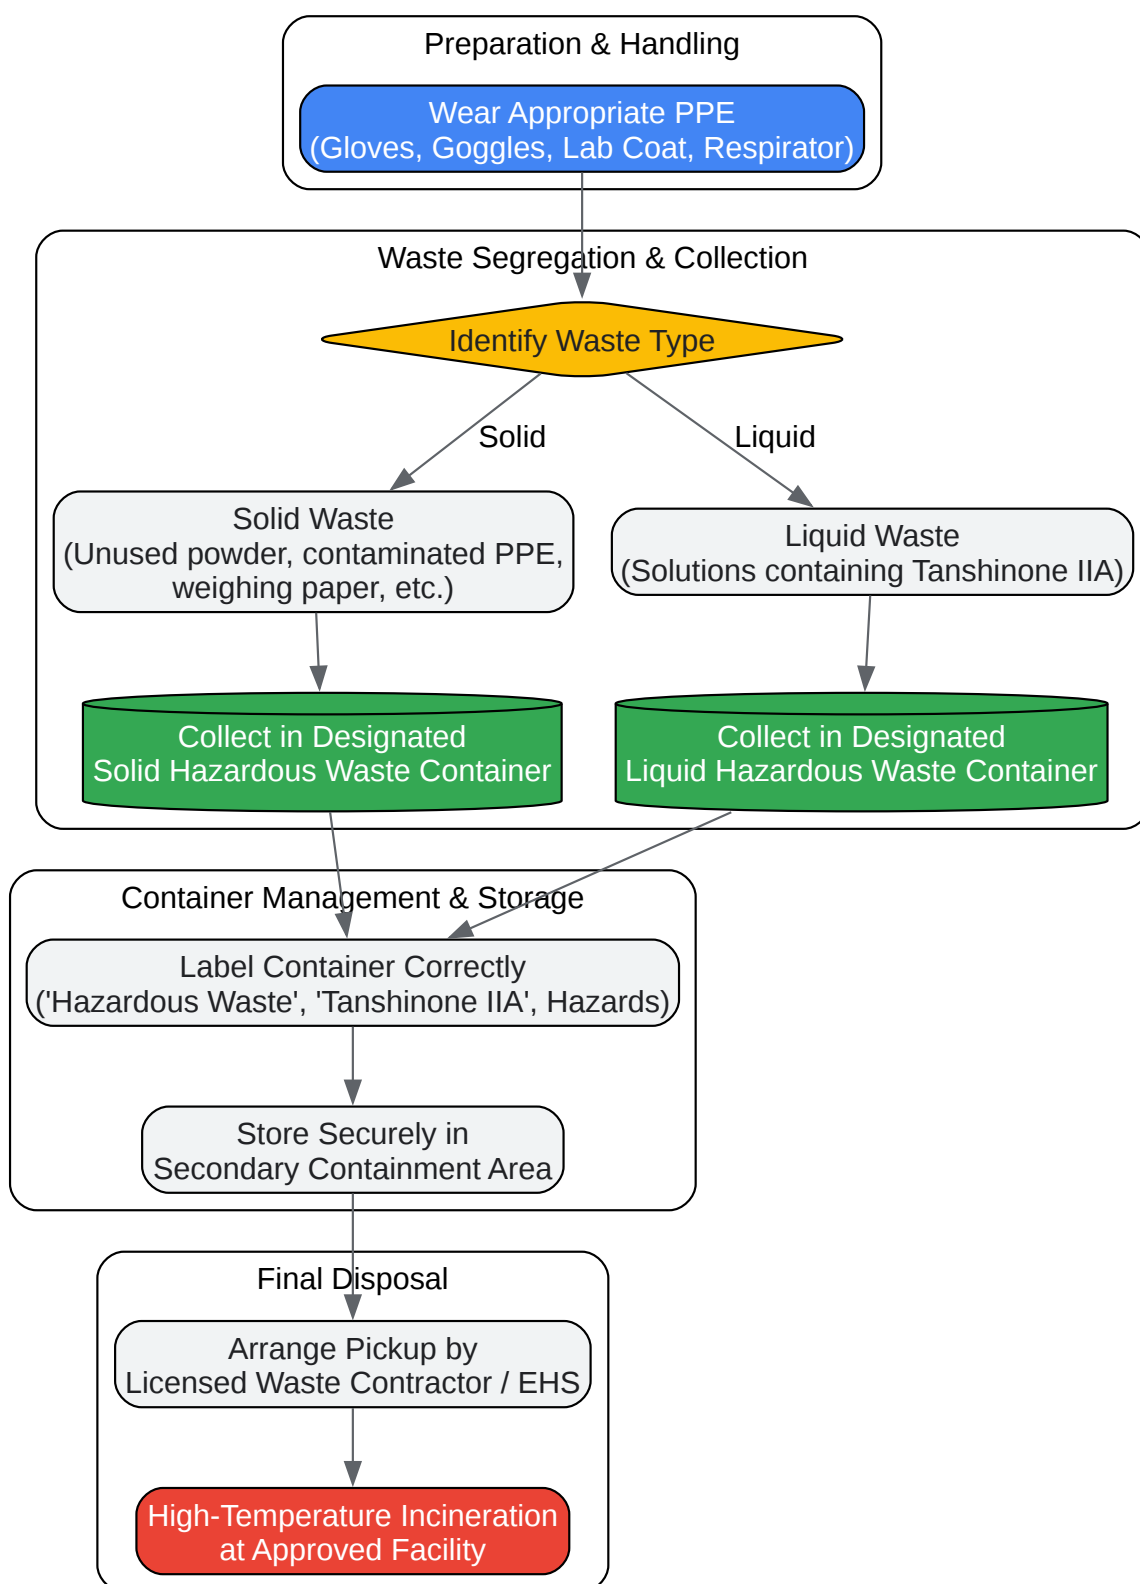 Preparation & Handling
Wear Appropriate PPE
(Gloves, Goggles, Lab Coat, Respirator)
Waste Segregation & Collection
Identify Waste Type
Solid
Liquid
Solid Waste
(Unused powder, contaminated PPE,
weighing paper, etc.)
Liquid Waste
(Solutions containing Tanshinone IIA)
Collect in Designated
Solid Hazardous Waste Container
Collect in Designated
Liquid Hazardous Waste Container
Container Management & Storage
Label Container Correctly
('Hazardous Waste', 'Tanshinone IIA', Hazards)
Store Securely in
Secondary Containment Area
Final Disposal
Arrange Pickup by
Licensed Waste Contractor / EHS
High-Temperature Incineration
at Approved Facility